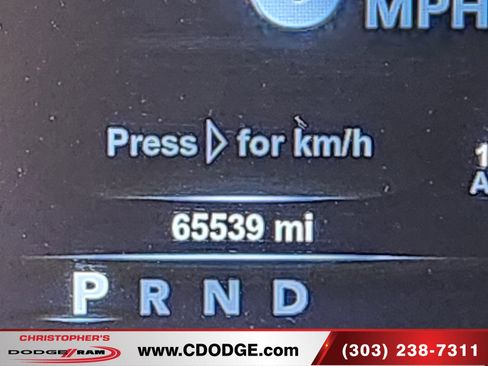 MPH
Press for km/h
65539 mi
P R N D
CHRISTOPHER'S
DODGE RAM
www.CDODGE.com
(303) 238-7311